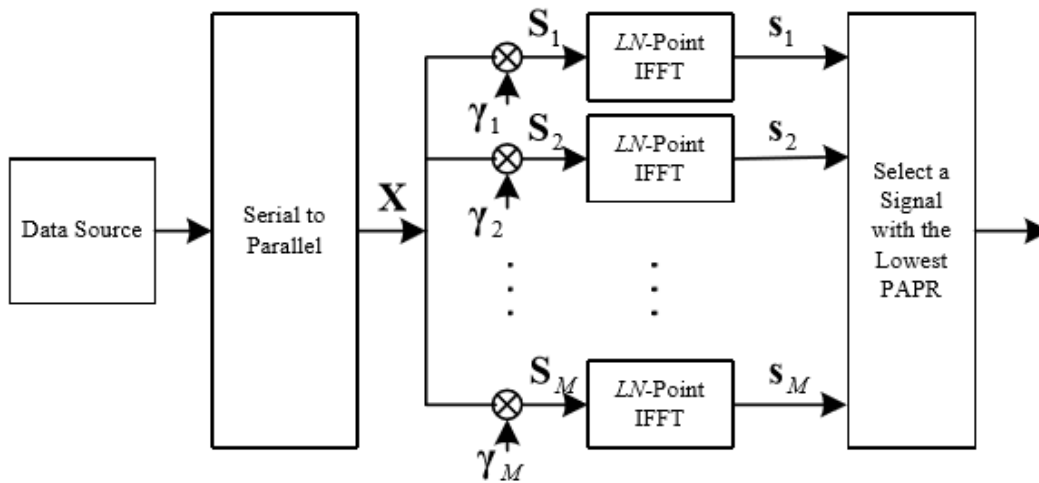 Data Source
Serial to
Parallel
X
S1
γ1
LN-Point
IFFT
s1
S2
γ2
LN-Point
IFFT
s2
SM
γM
LN-Point
IFFT
sM
Select a
Signal
with the
Lowest
PAPR